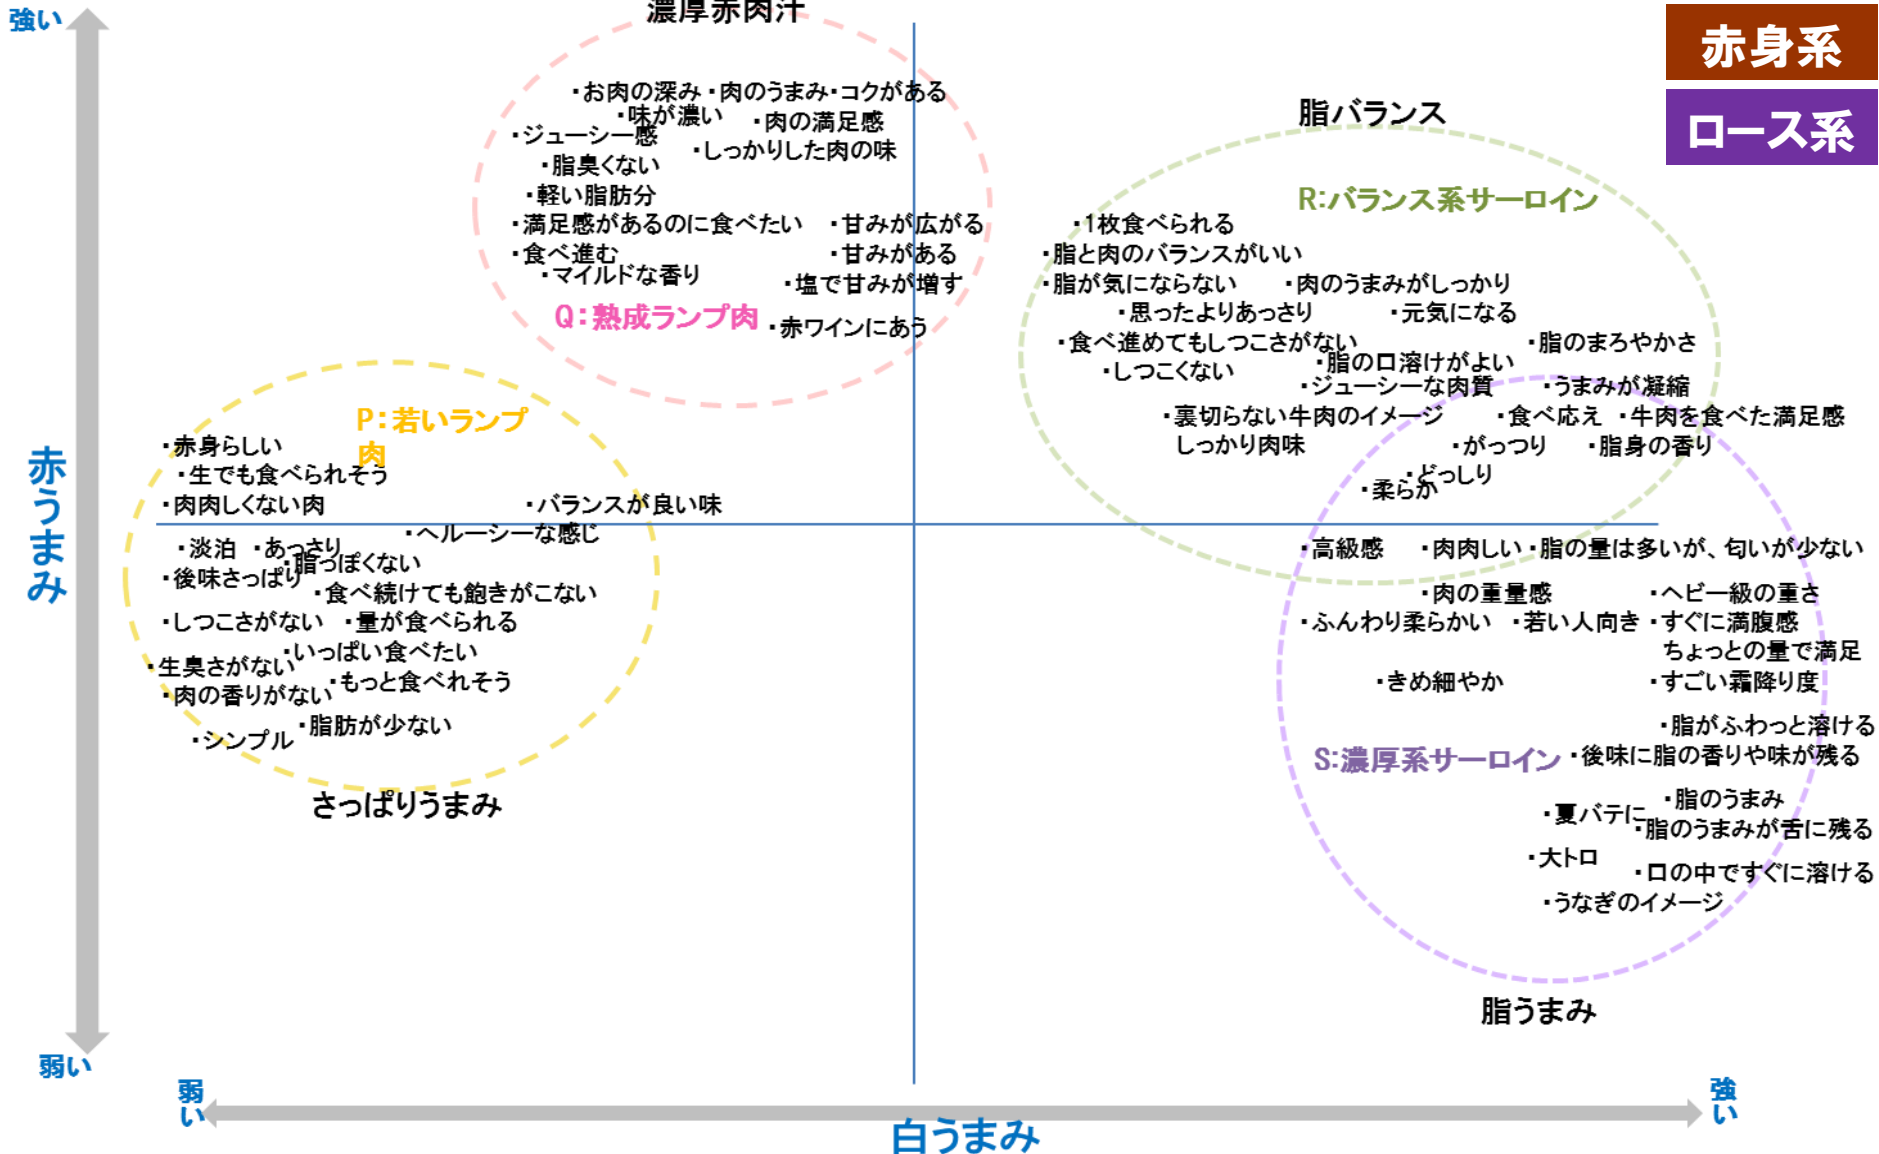 強い
濃厚赤肉汁
赤身系
ロース系
・お肉の深み ・肉のうまみ・コクがある
・味が濃い ・肉の満足感
・ジューシー感
・しっかりした肉の味
・脂臭くない
・軽い脂肪分
・満足感があるのに食べたい ・甘みが広がる
・食べ進む ・甘みがある
・マイルドな香り ・塩で甘みが増す
Q:熟成ランプ肉 ・赤ワインにあう
脂バランス
R:バランス系サーロイン
・1枚食べられる
・脂と肉のバランスがいい
・脂が気にならない ・肉のうまみがしっかり
・思ったよりあっさり ・元気になる
・食べ進めてもしつこさがない ・脂のまろやかさ
・しつこくない ・脂の口溶けがよい
・ジューシーな肉質 ・うまみが凝縮
・裏切らない牛肉のイメージ ・食べ応え ・牛肉を食べた満足感
しっかり肉味 ・がっつり ・脂身の香り
・どっしり
・柔らか
P:若いランプ
肉
・赤身らしい
・生でも食べられそう
・肉肉しくない肉 ・バランスが良い味
・ヘルーシーな感じ
・淡泊 ・あっさり
・脂っぽくない
・後味さっぱり
・食べ続けても飽きがこない
・しつこさがない ・量が食べられる
・いっぱい食べたい
・生臭さがない
・もっと食べれそう
・肉の香りがない
・脂肪が少ない
・シンプル
さっぱりうまみ
・高級感 ・肉肉しい ・脂の量は多いが、匂いが少ない
・肉の重量感 ・ヘビー級の重さ
・ふんわり柔らかい ・若い人向き ・すぐに満腹感
ちょっとの量で満足
・きめ細やか ・すごい霜降り度
・脂がふわっと溶ける
S:濃厚系サーロイン ・後味に脂の香りや味が残る
・脂のうまみ
・夏バテに
・脂のうまみが舌に残る
・大トロ
・口の中ですぐに溶ける
・うなぎのイメージ
脂うまみ
赤うまみ
弱い
弱い
強い
白うまみ